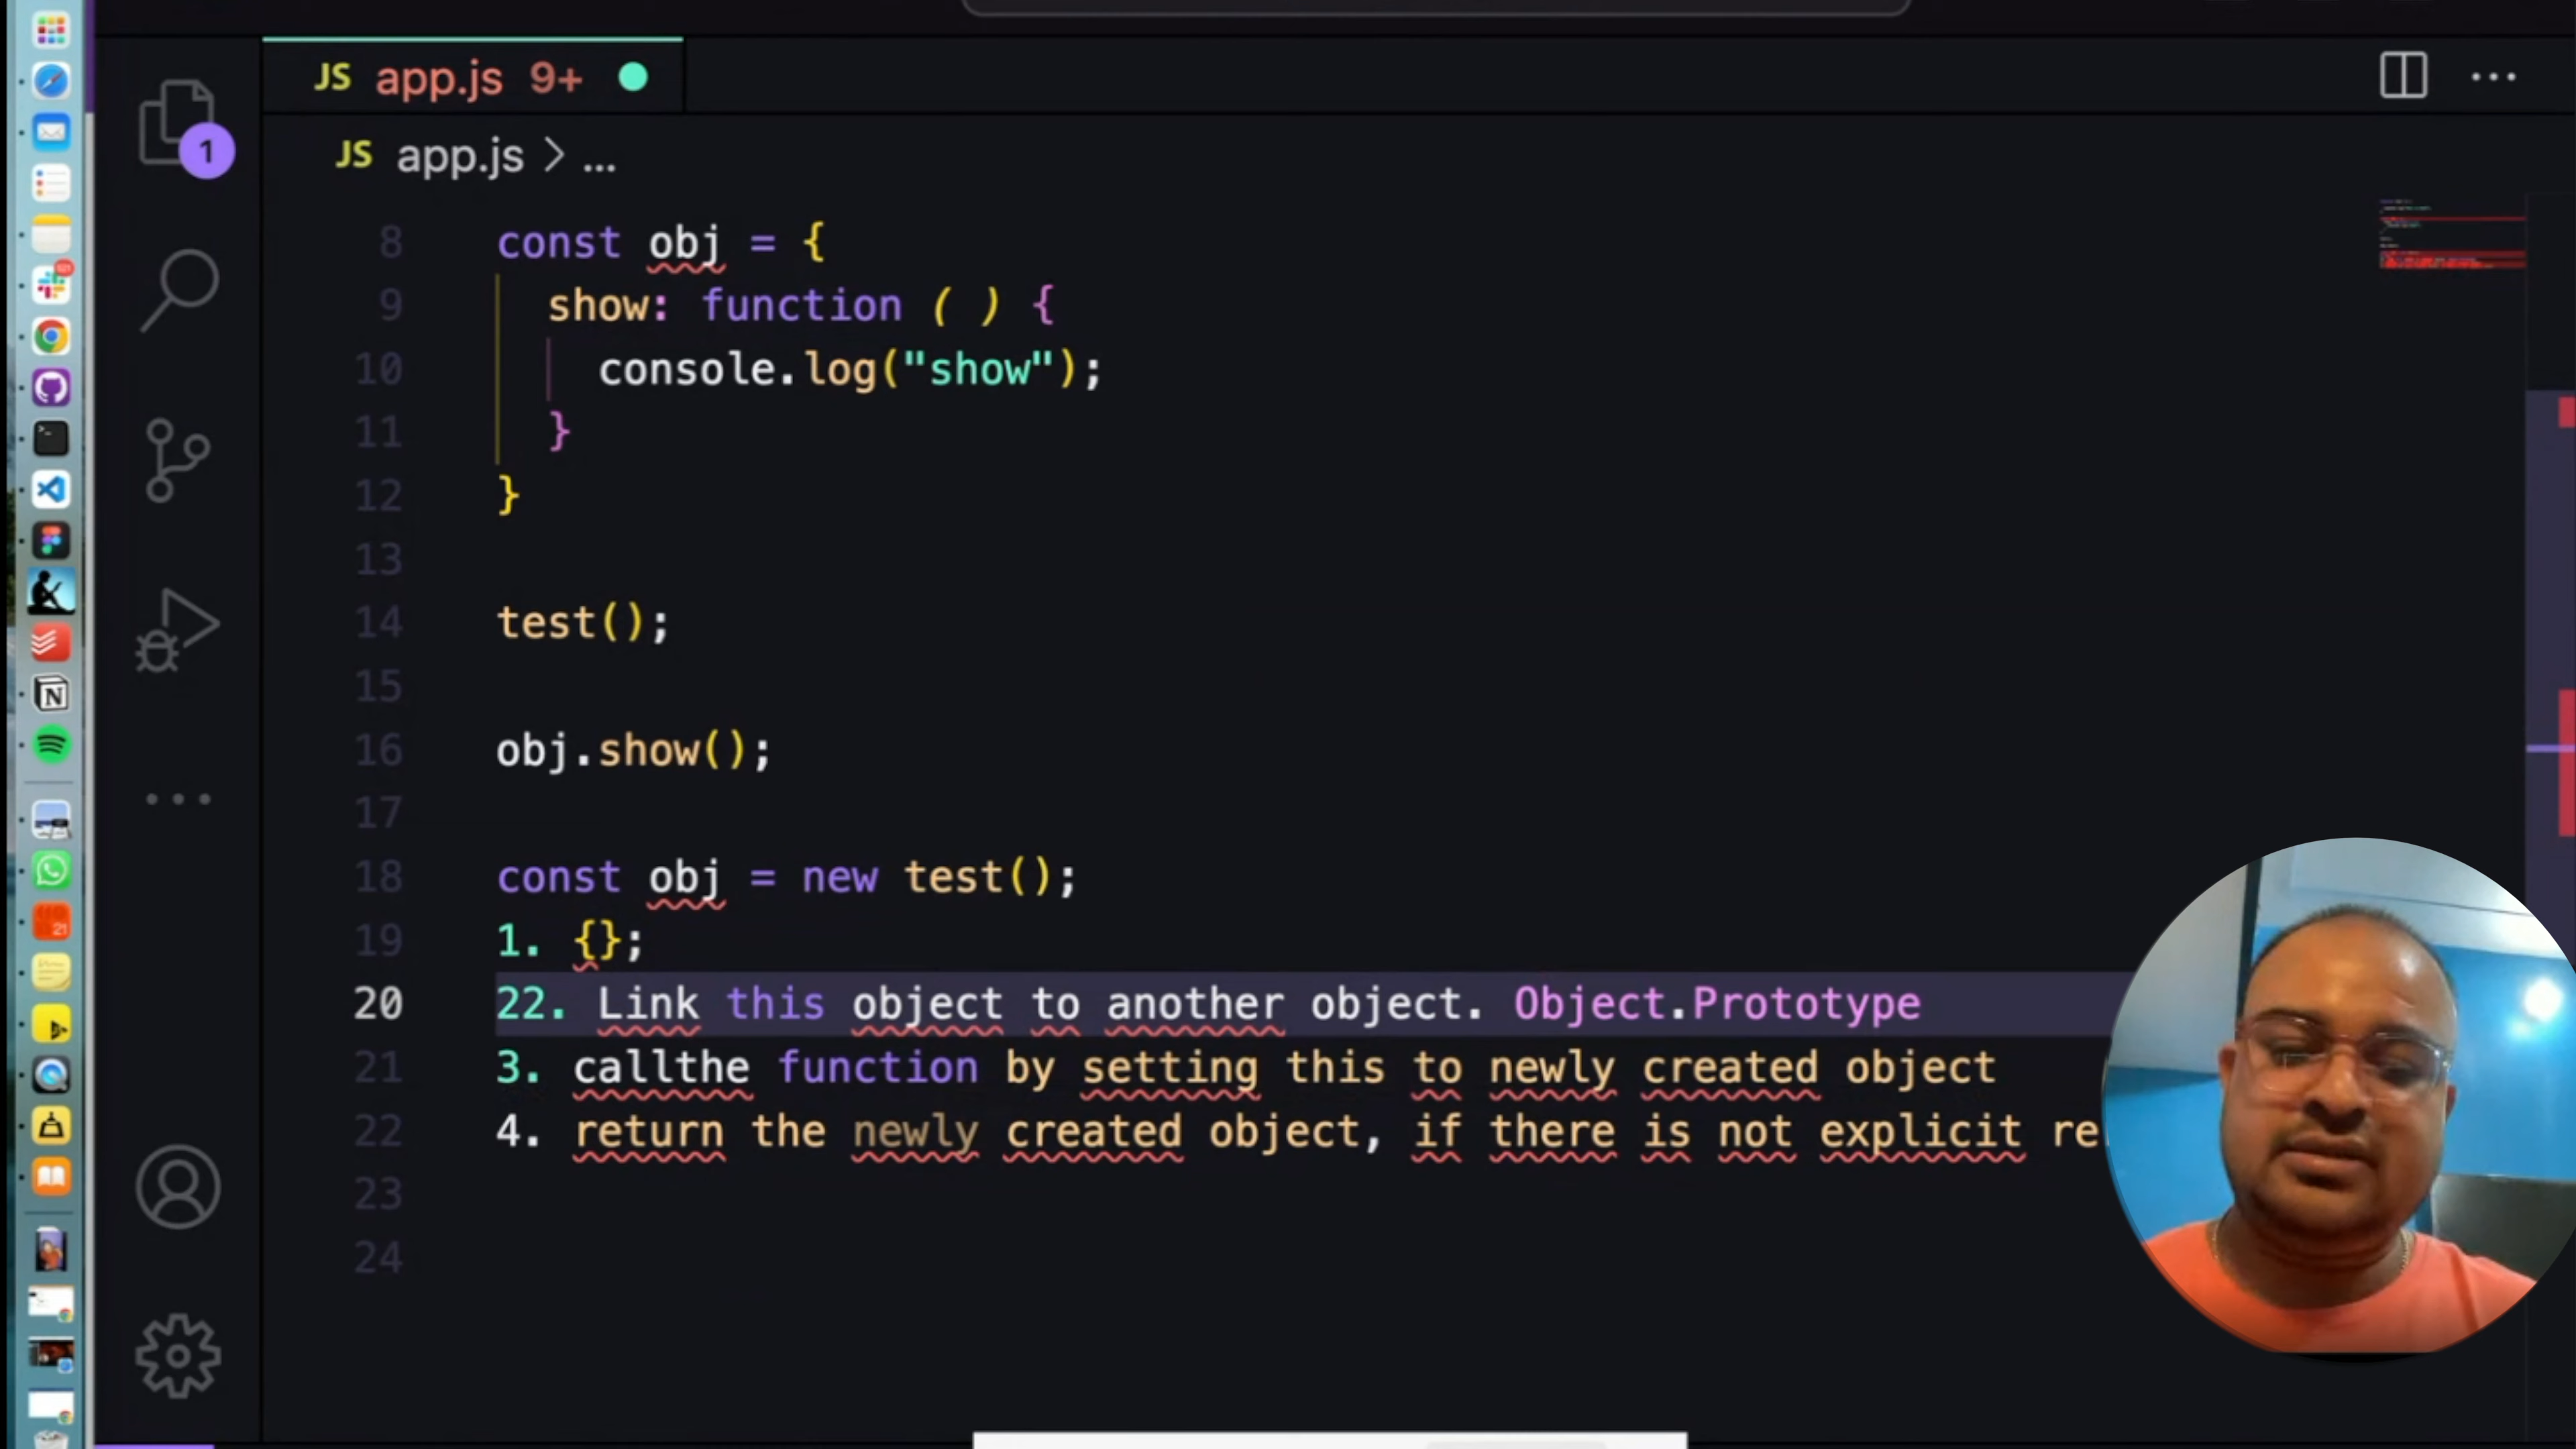 JS app.js 9+
1
JS app.js > ...
8 const obj = {
9 show: function ( ) {
10 console.log("show");
11 }
12 }
13
14 test();
15
16 obj.show();
17
18 const obj = new test();
19 1. {};
20 22. Link this object to another object. Object.Prototype
21 3. callthe function by setting this to newly created object
22 4. return the newly created object, if there is not explicit re
23
24